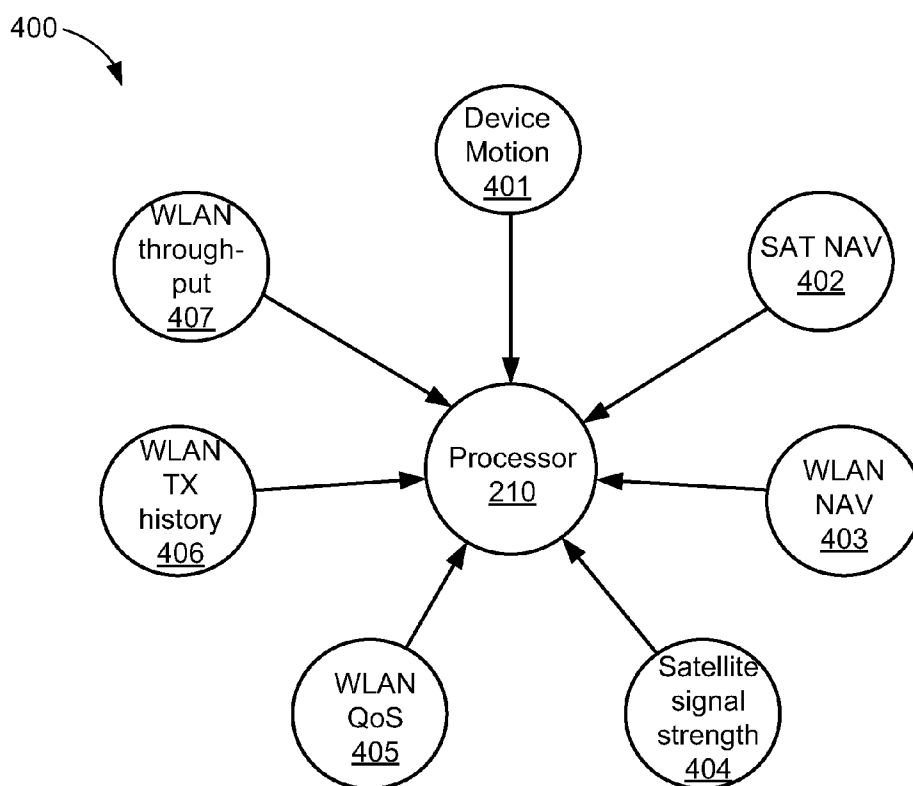 400
Device
Motion
401
WLAN
through-
put
407
SAT NAV
402
Processor
210
WLAN
TX
history
406
WLAN
NAV
403
WLAN
QoS
405
Satellite
signal
strength
404